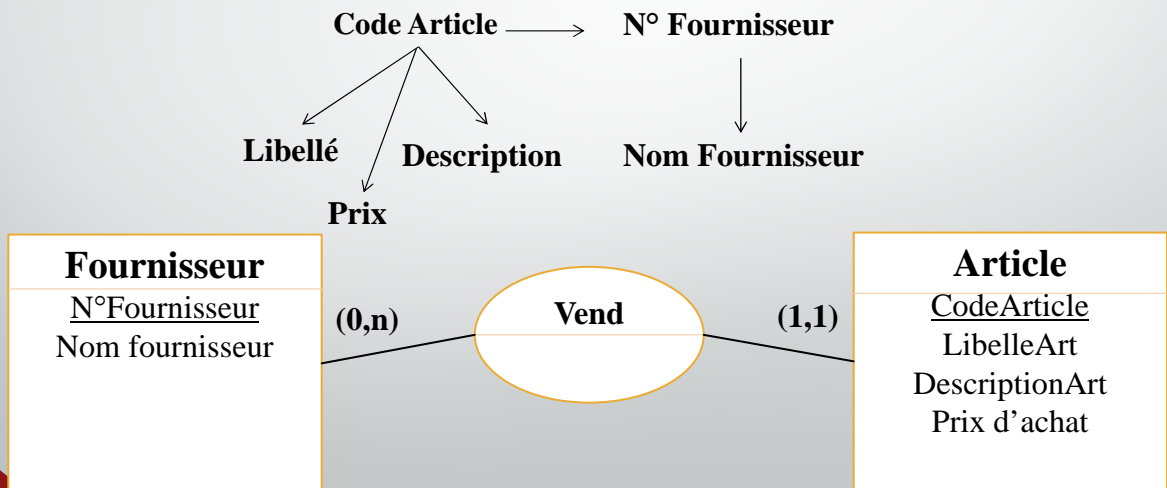 Code Article
N° Fournisseur
Libellé
Description
Nom Fournisseur
Prix
Fournisseur
N°Fournisseur
Nom fournisseur
(0,n)
Vend
(1,1)
Article
CodeArticle
LibelleArt
DescriptionArt
Prix d’achat